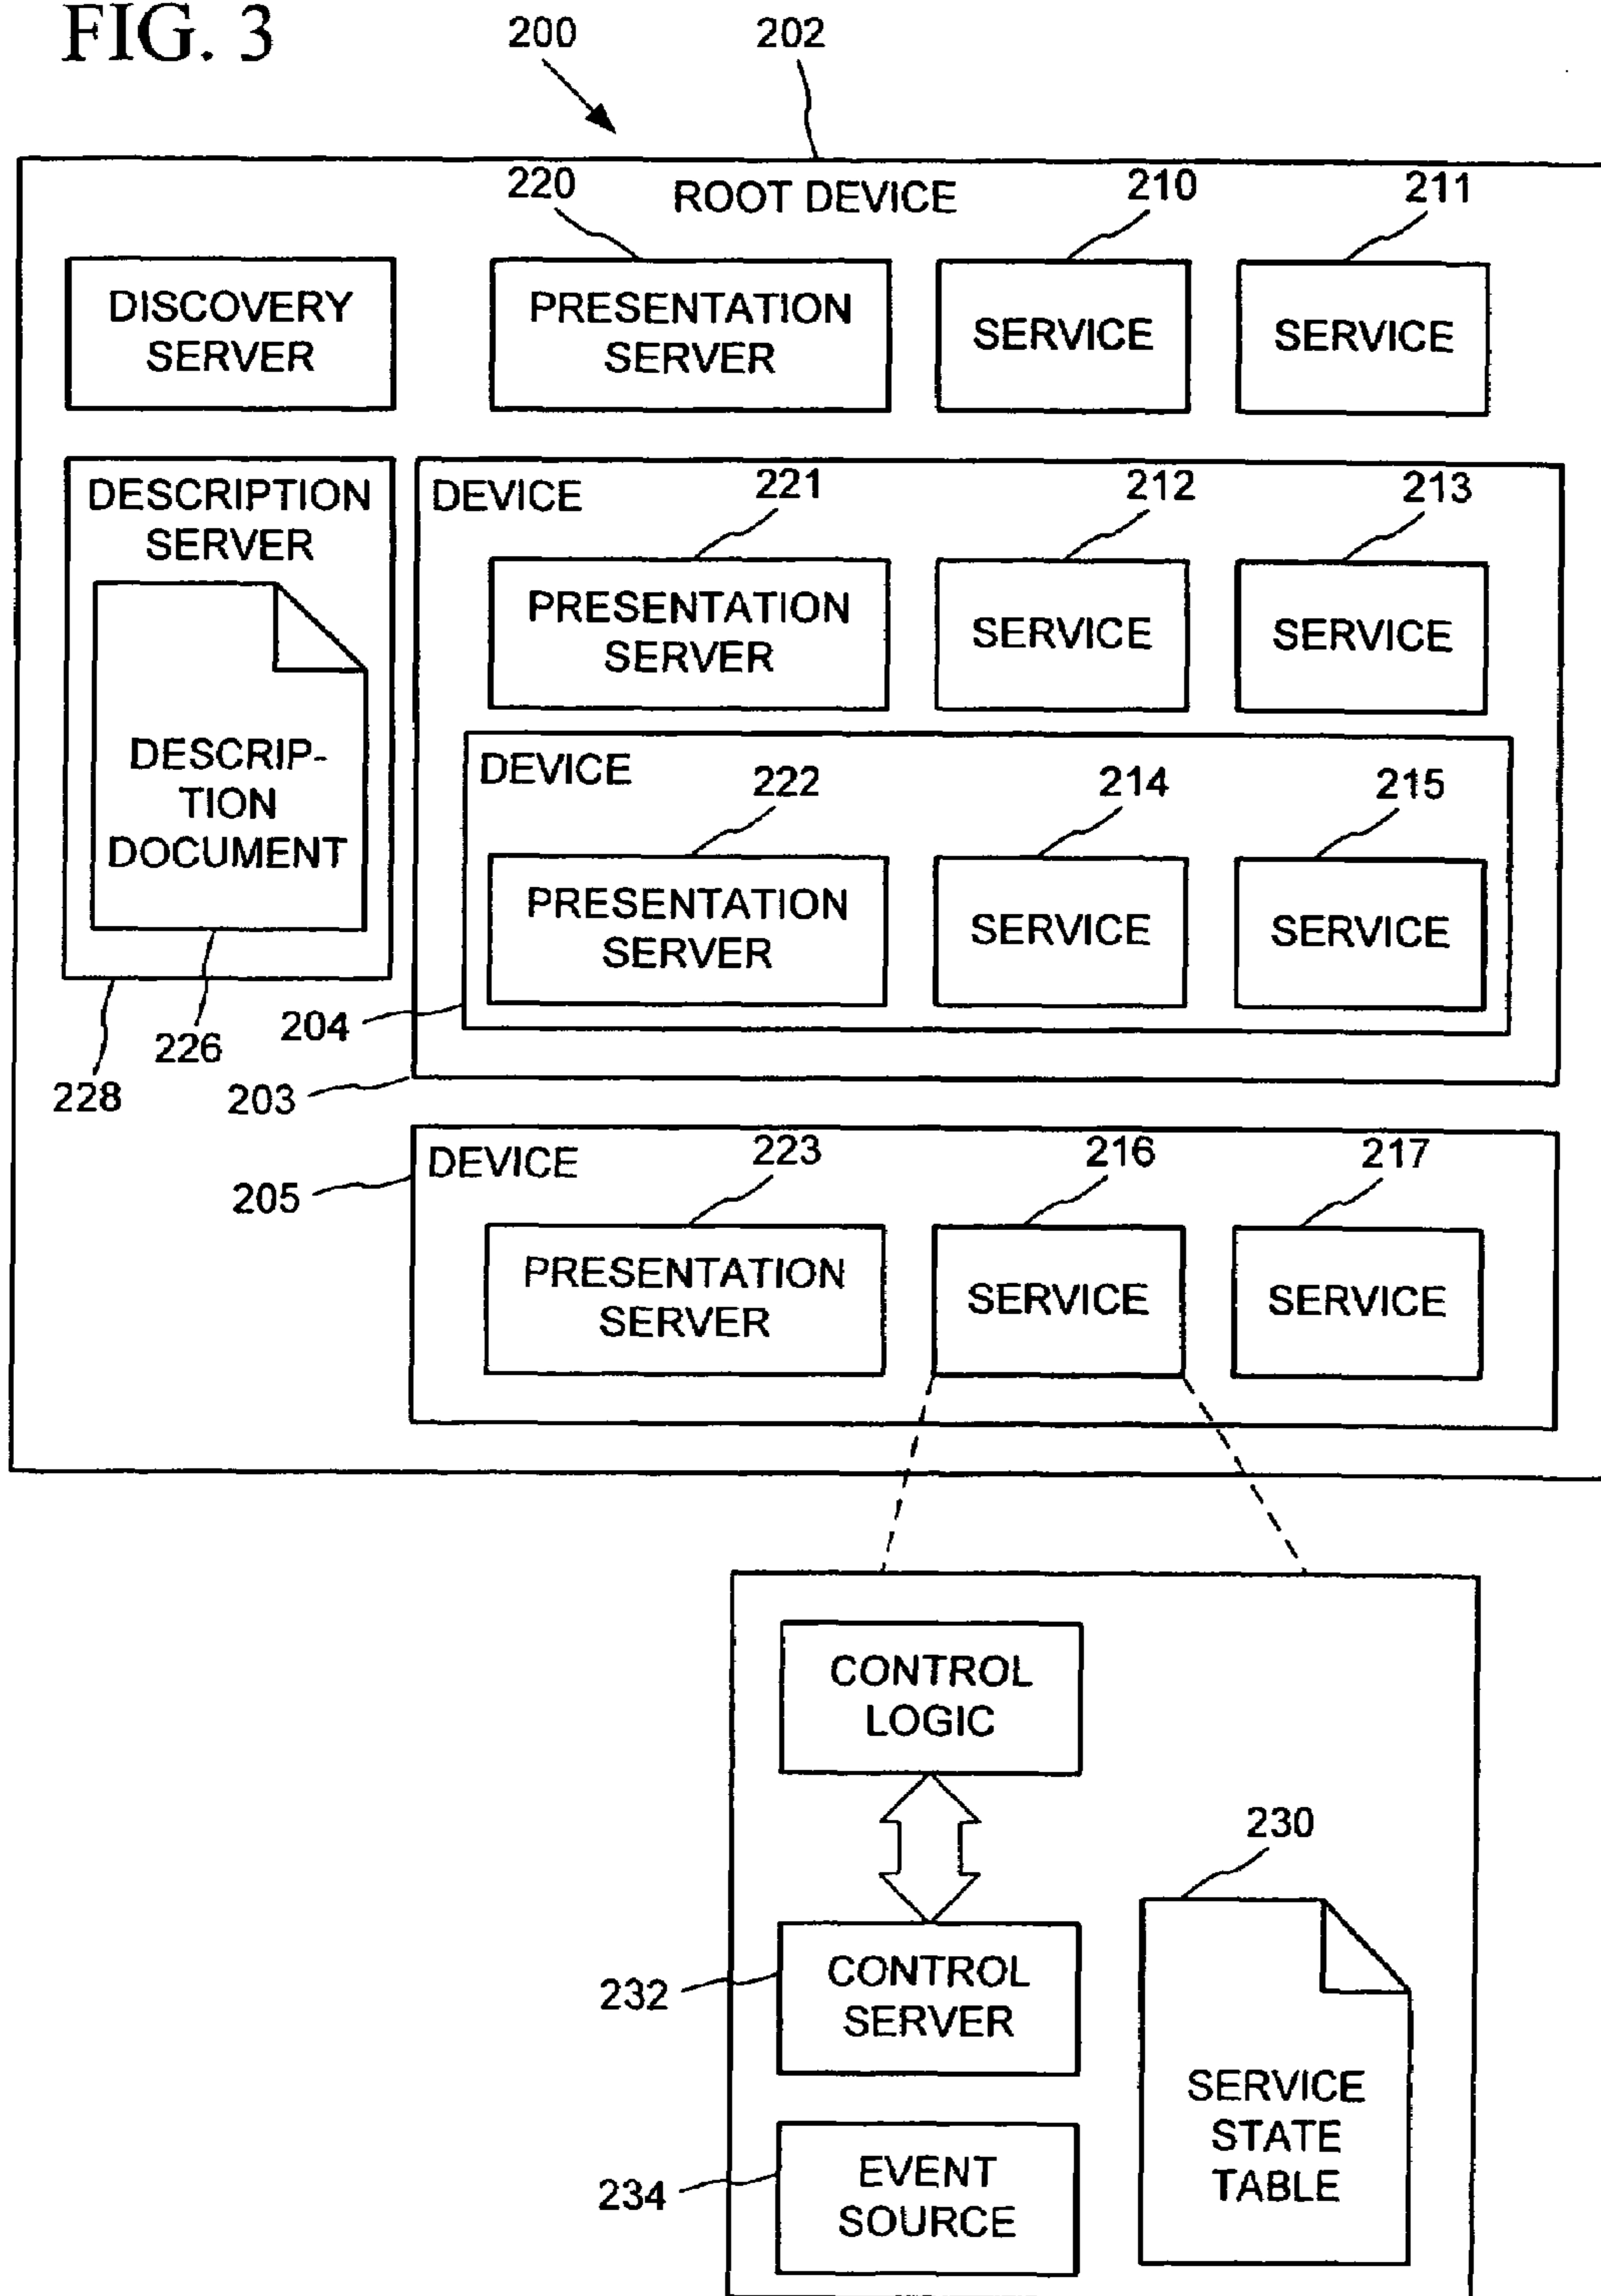 FIG. 3
200
202
ROOT DEVICE
220
210
211
DISCOVERY
SERVER
PRESENTATION
SERVER
SERVICE
SERVICE
DESCRIPTION
SERVER
DESCRIP-
TION
DOCUMENT
226
228
DEVICE
221
212
213
PRESENTATION
SERVER
SERVICE
SERVICE
DEVICE
222
214
215
PRESENTATION
SERVER
SERVICE
SERVICE
204
203
DEVICE
205
223
216
217
PRESENTATION
SERVER
SERVICE
SERVICE
CONTROL
LOGIC
230
232
CONTROL
SERVER
SERVICE
STATE
TABLE
234
EVENT
SOURCE